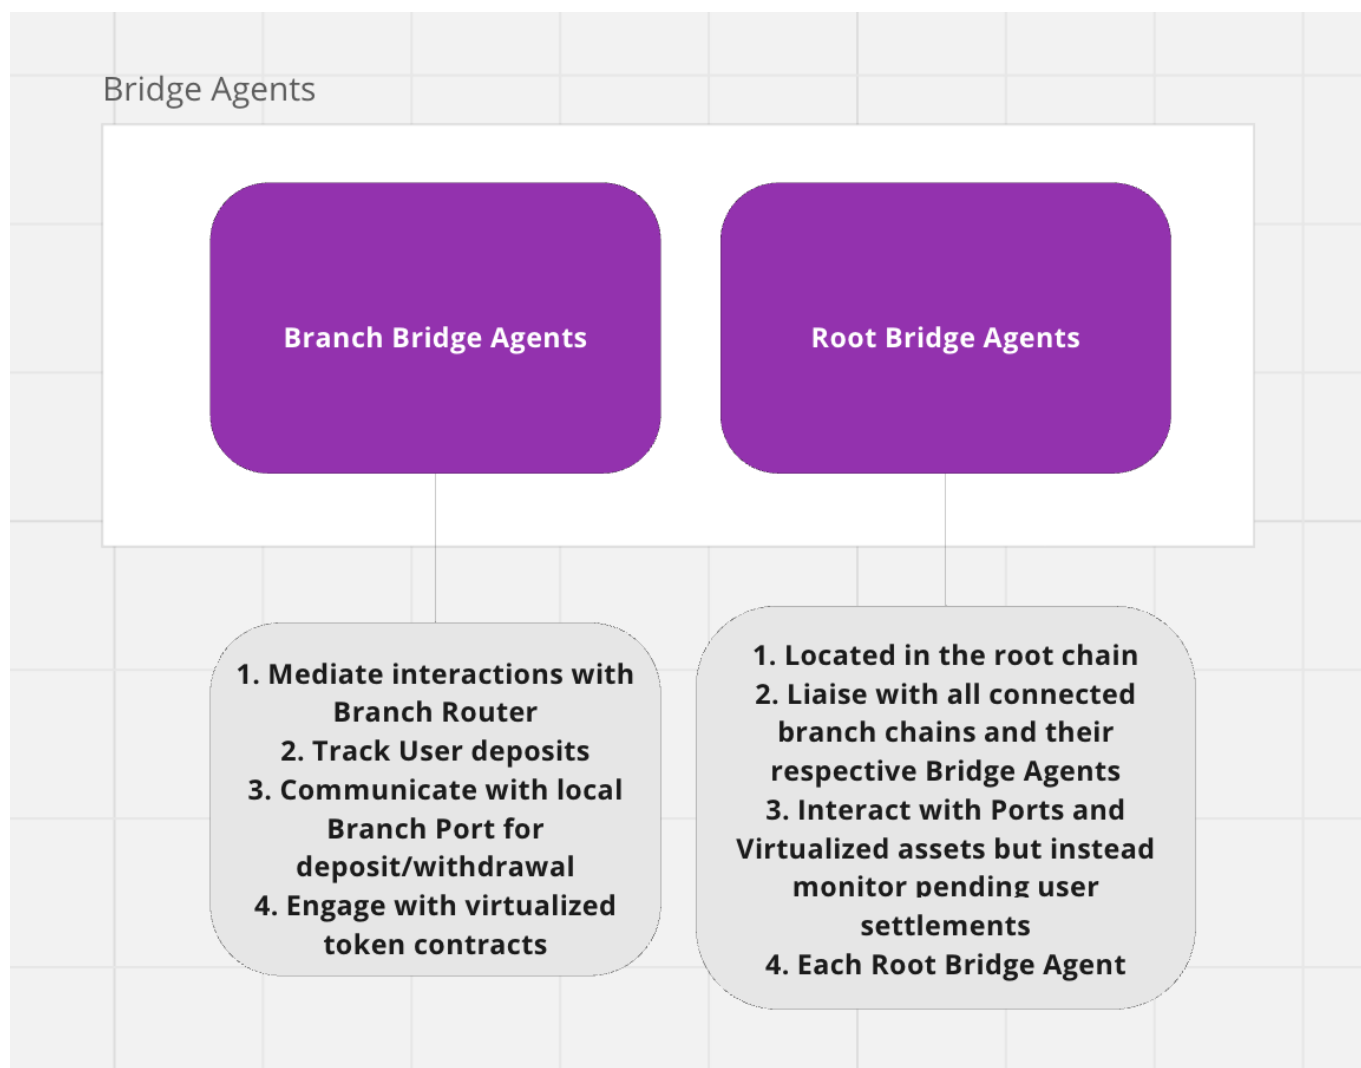 Bridge Agents
Branch Bridge Agents
Root Bridge Agents
1. Mediate interactions with
Branch Router
2. Track User deposits
3. Communicate with local
Branch Port for
deposit/withdrawal
4. Engage with virtualized
token contracts
1. Located in the root chain
2. Liaise with all connected
branch chains and their
respective Bridge Agents
3. Interact with Ports and
Virtualized assets but instead
monitor pending user
settlements
4. Each Root Bridge Agent